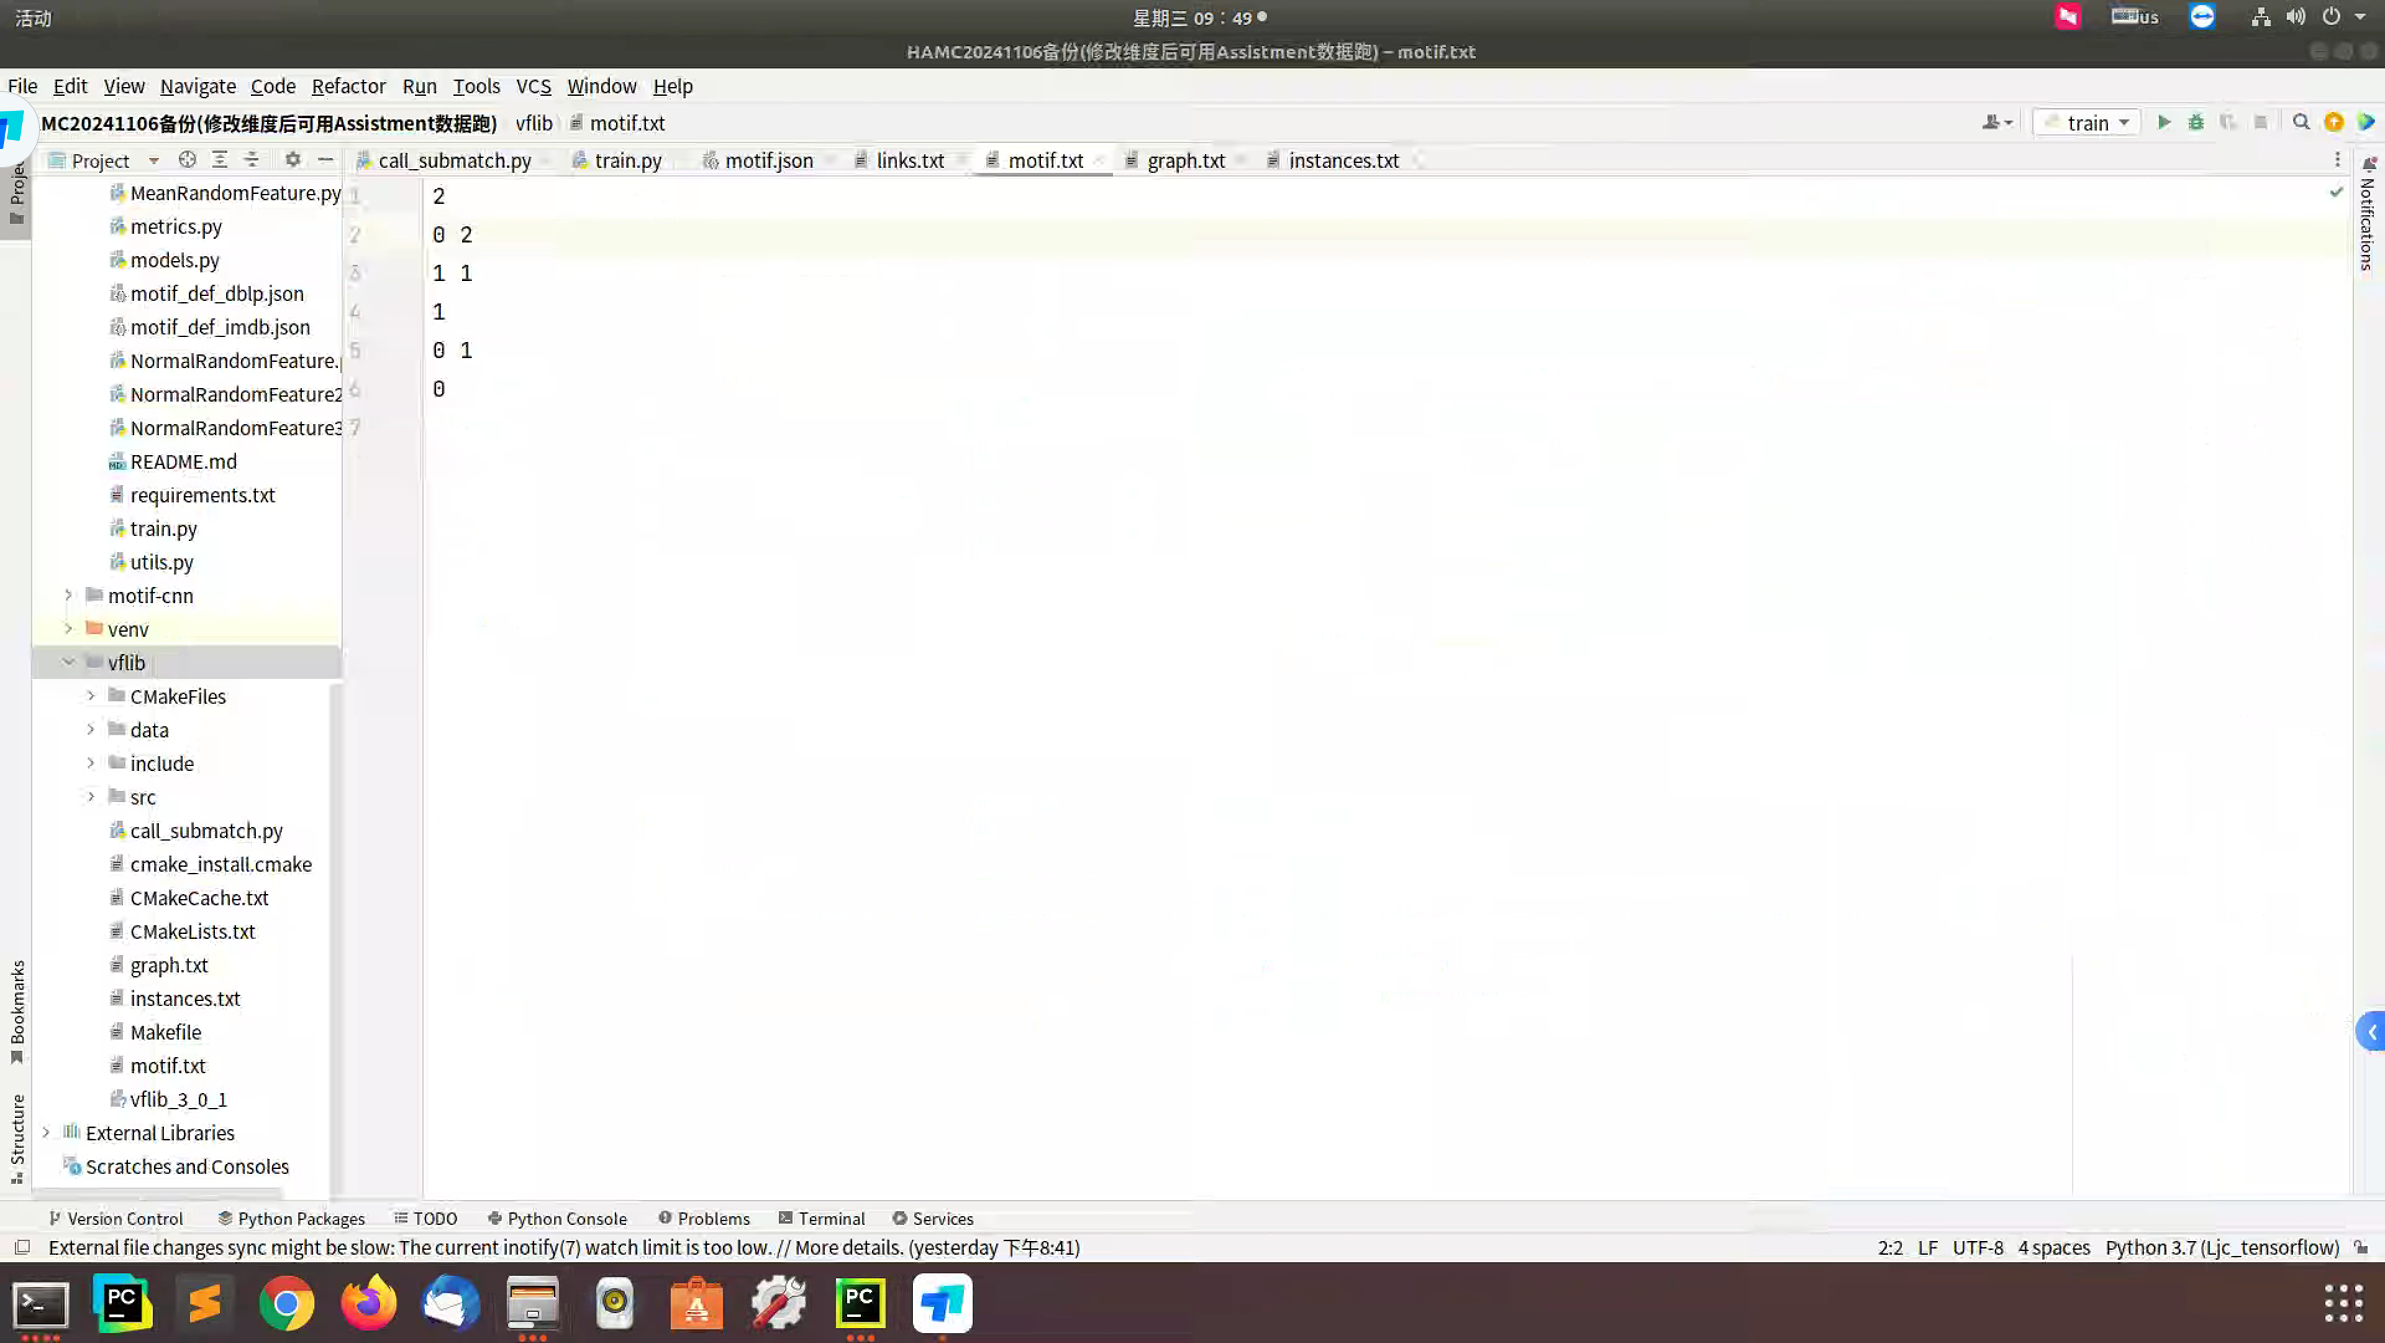 活动
星期三 09：49
us
HAMC20241106备份(修改维度后可用Assistment数据跑) – motif.txt
File Edit View Navigate Code Refactor Run Tools VCS Window Help
MC20241106备份(修改维度后可用Assistment数据跑) vflib motif.txt
train
Project
call_submatch.py train.py motif.json links.txt motif.txt graph.txt instances.txt
MeanRandomFeature.py
metrics.py
models.py
motif_def_dblp.json
motif_def_imdb.json
NormalRandomFeature.
NormalRandomFeature2
NormalRandomFeature3
README.md
requirements.txt
train.py
utils.py
motif-cnn
venv
vflib
CMakeFiles
data
include
src
call_submatch.py
cmake_install.cmake
CMakeCache.txt
CMakeLists.txt
graph.txt
instances.txt
Makefile
motif.txt
vflib_3_0_1
External Libraries
Scratches and Consoles
1 2
2 0 2
3 1 1
4 1
5 0 1
6 0
7
Notifications
Bookmarks
Structure
Version Control Python Packages TODO Python Console Problems Terminal Services
External file changes sync might be slow: The current inotify(7) watch limit is too low. // More details. (yesterday 下午8:41)
2:2 LF UTF-8 4 spaces Python 3.7 (Ljc_tensorflow)
PC
PC